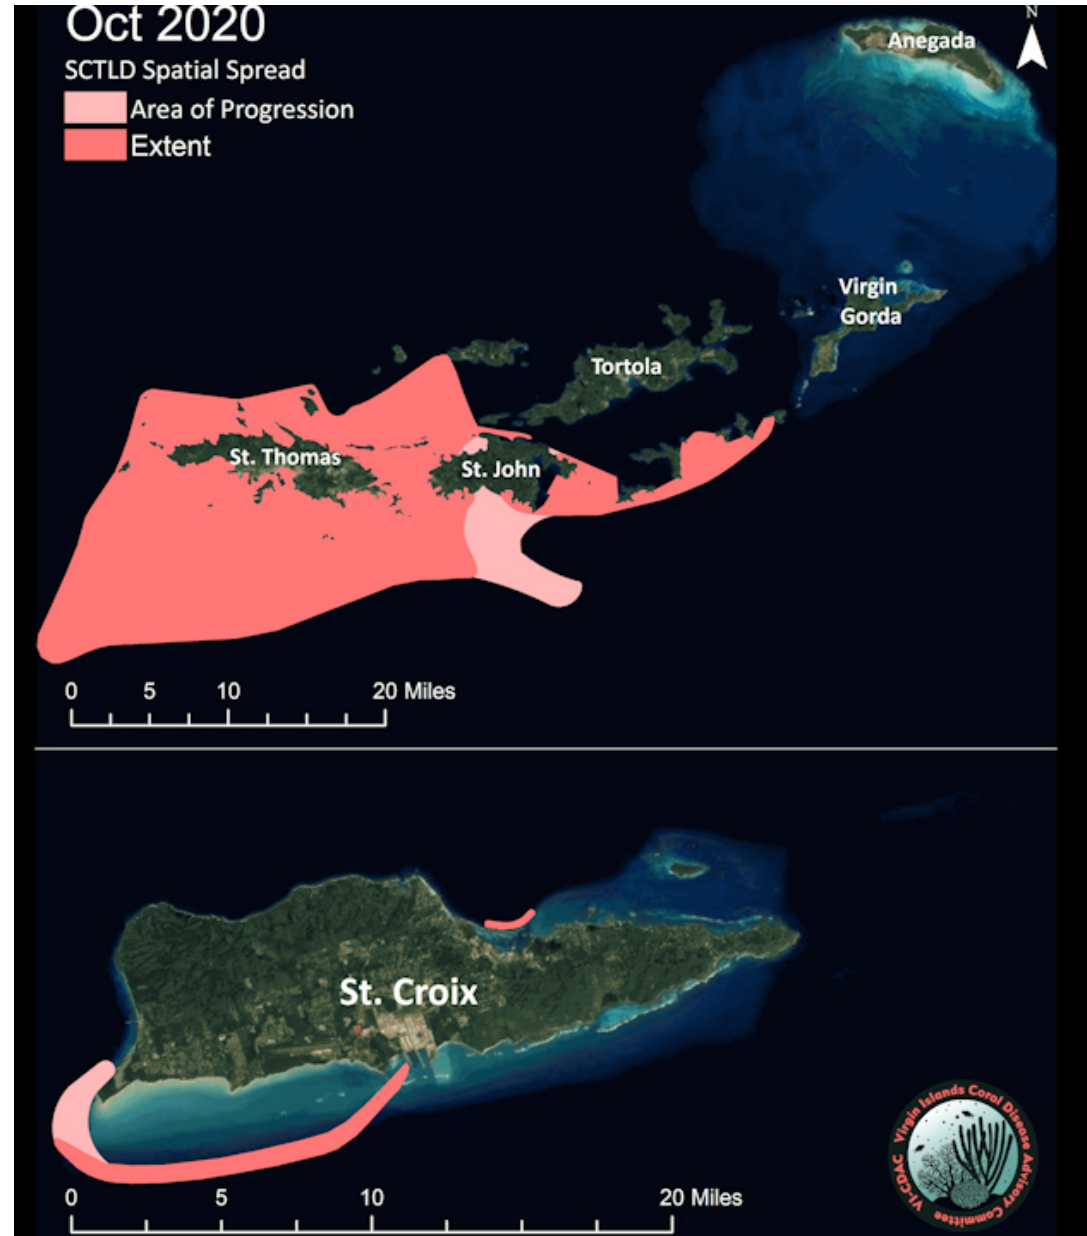 Oct 2020
N
SCTLD Spatial Spread
Area of Progression
Extent
Anegada
Virgin
Gorda
Tortola
St. Thomas
St. John
0 5 10 20 Miles
St. Croix
0 5 10 20 Miles
Virgin Islands Coral Disease Advisory Committee
VI-CDAC